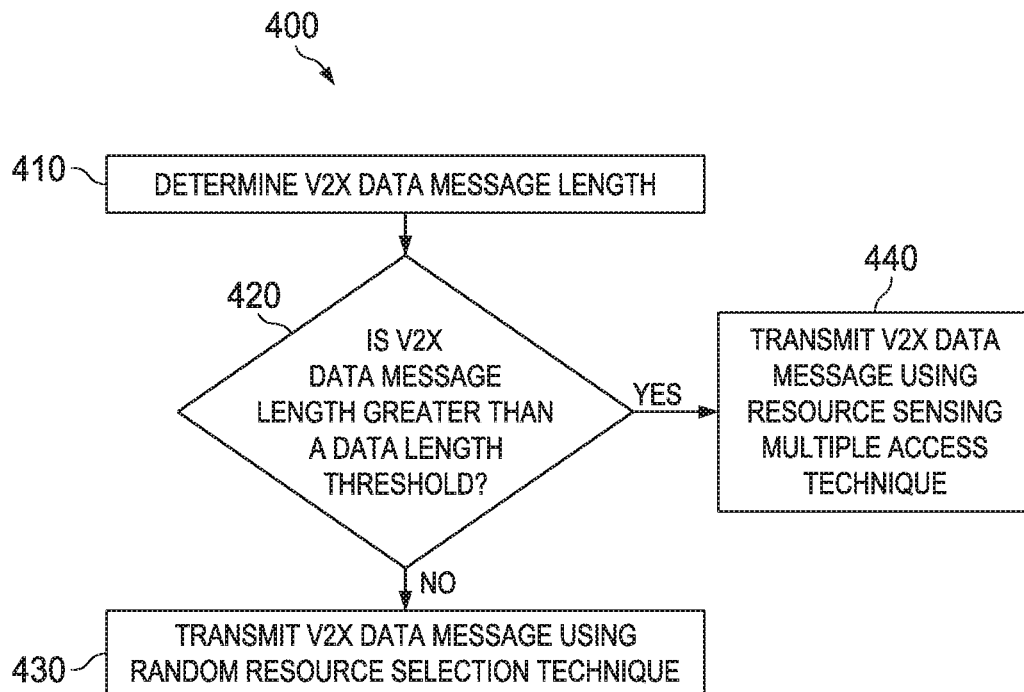 400
410
DETERMINE V2X DATA MESSAGE LENGTH
420
IS V2X
DATA MESSAGE
LENGTH GREATER THAN
A DATA LENGTH
THRESHOLD?
YES
440
TRANSMIT V2X DATA
MESSAGE USING
RESOURCE SENSING
MULTIPLE ACCESS
TECHNIQUE
NO
430
TRANSMIT V2X DATA MESSAGE USING
RANDOM RESOURCE SELECTION TECHNIQUE